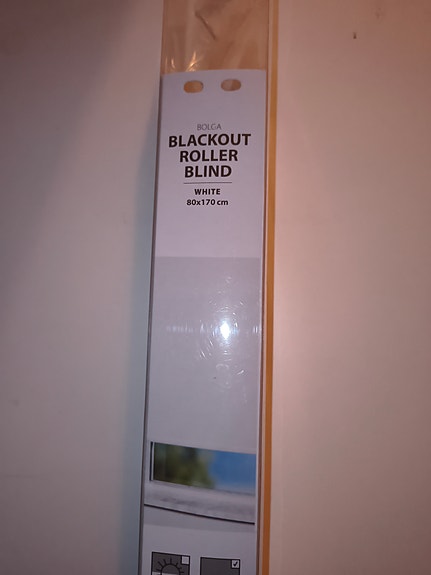 BOLGA
BLACKOUT
ROLLER
BLIND
WHITE
80x170 cm